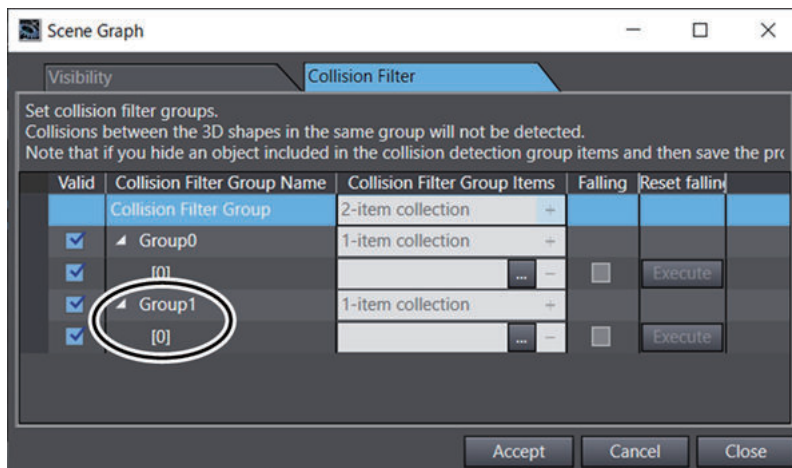 Scene Graph
Visibility Collision Filter
Set collision filter groups.
Collisions between the 3D shapes in the same group will not be detected.
Note that if you hide an object included in the collision detection group items and then save the pro
Valid Collision Filter Group Name Collision Filter Group Items Falling Reset falling
Collision Filter Group 2-item collection +
Group0 1-item collection +
[0] ... - Execute
Group1 1-item collection +
[0] ... - Execute
Accept Cancel Close